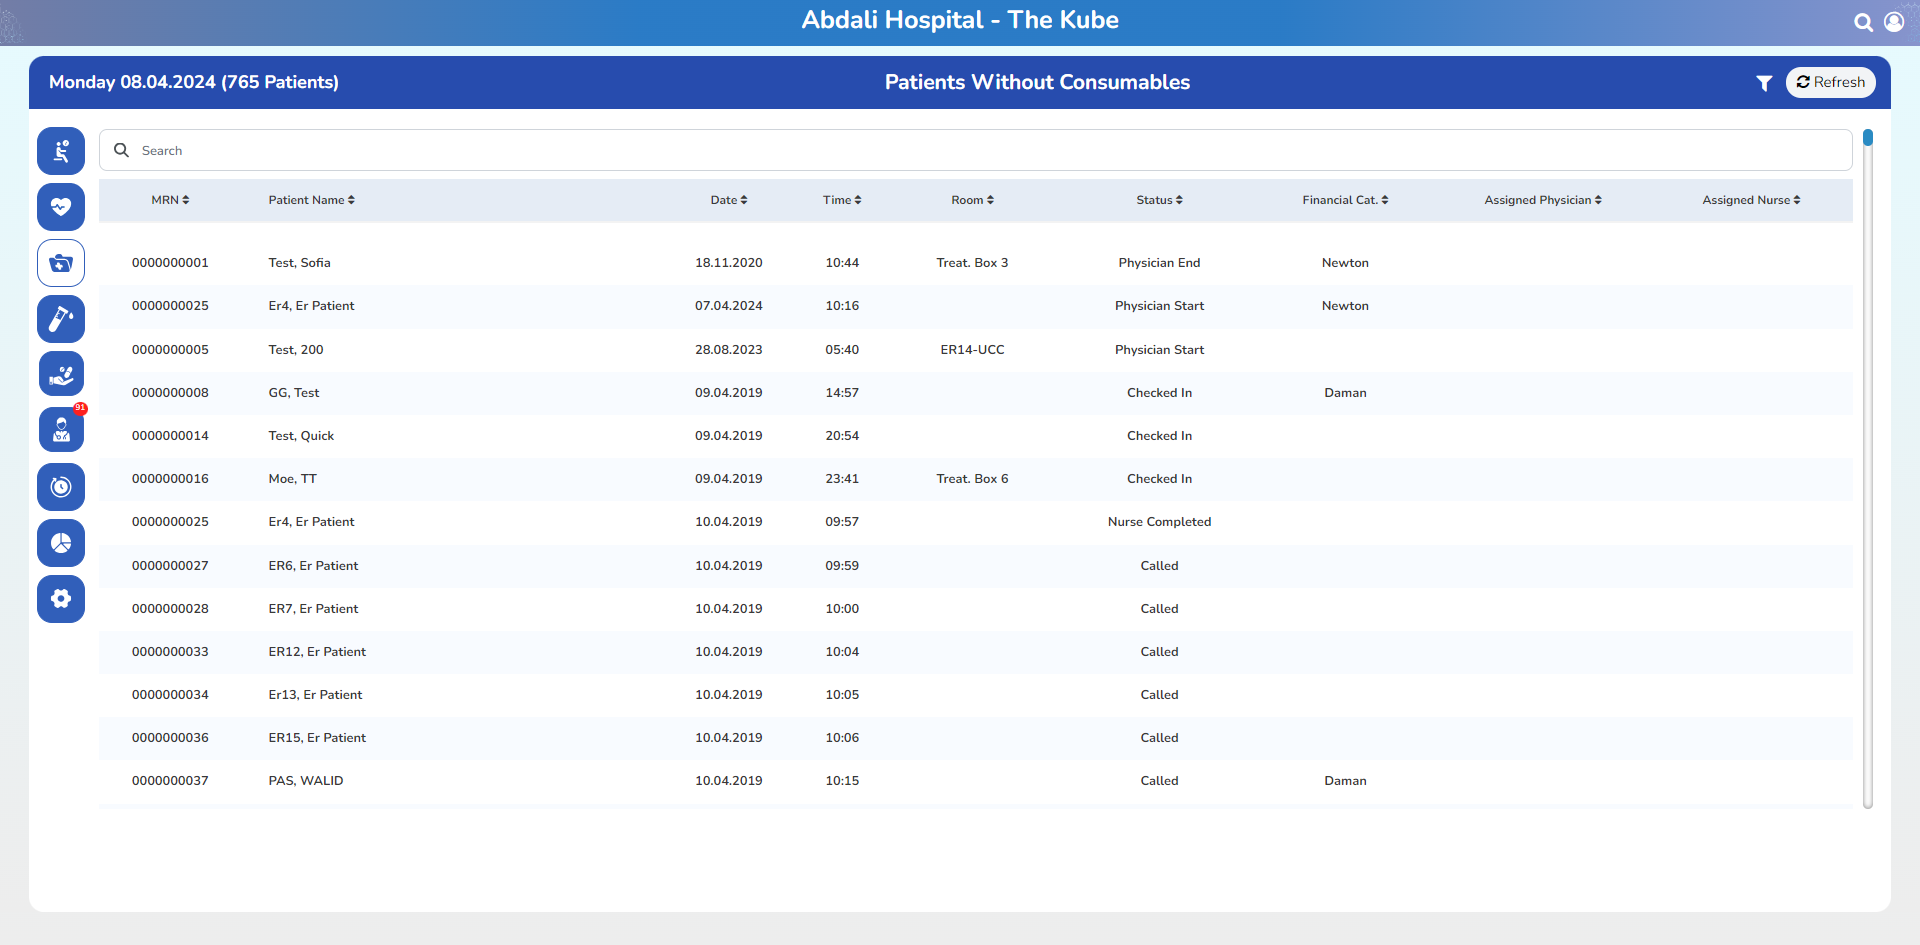 Abdali Hospital - The Kube
Monday 08.04.2024 (765 Patients) Patients Without Consumables Refresh
Search
MRN Patient Name Date Time Room Status Financial Cat. Assigned Physician Assigned Nurse
0000000001 Test, Sofia 18.11.2020 10:44 Treat. Box 3 Physician End Newton
0000000025 Er4, Er Patient 07.04.2024 10:16 Physician Start Newton
0000000005 Test, 200 28.08.2023 05:40 ER14-UCC Physician Start
0000000008 GG, Test 09.04.2019 14:57 Checked In Daman
91
0000000014 Test, Quick 09.04.2019 20:54 Checked In
0000000016 Moe, TT 09.04.2019 23:41 Treat. Box 6 Checked In
0000000025 Er4, Er Patient 10.04.2019 09:57 Nurse Completed
0000000027 ER6, Er Patient 10.04.2019 09:59 Called
0000000028 ER7, Er Patient 10.04.2019 10:00 Called
0000000033 ER12, Er Patient 10.04.2019 10:04 Called
0000000034 Er13, Er Patient 10.04.2019 10:05 Called
0000000036 ER15, Er Patient 10.04.2019 10:06 Called
0000000037 PAS, WALID 10.04.2019 10:15 Called Daman